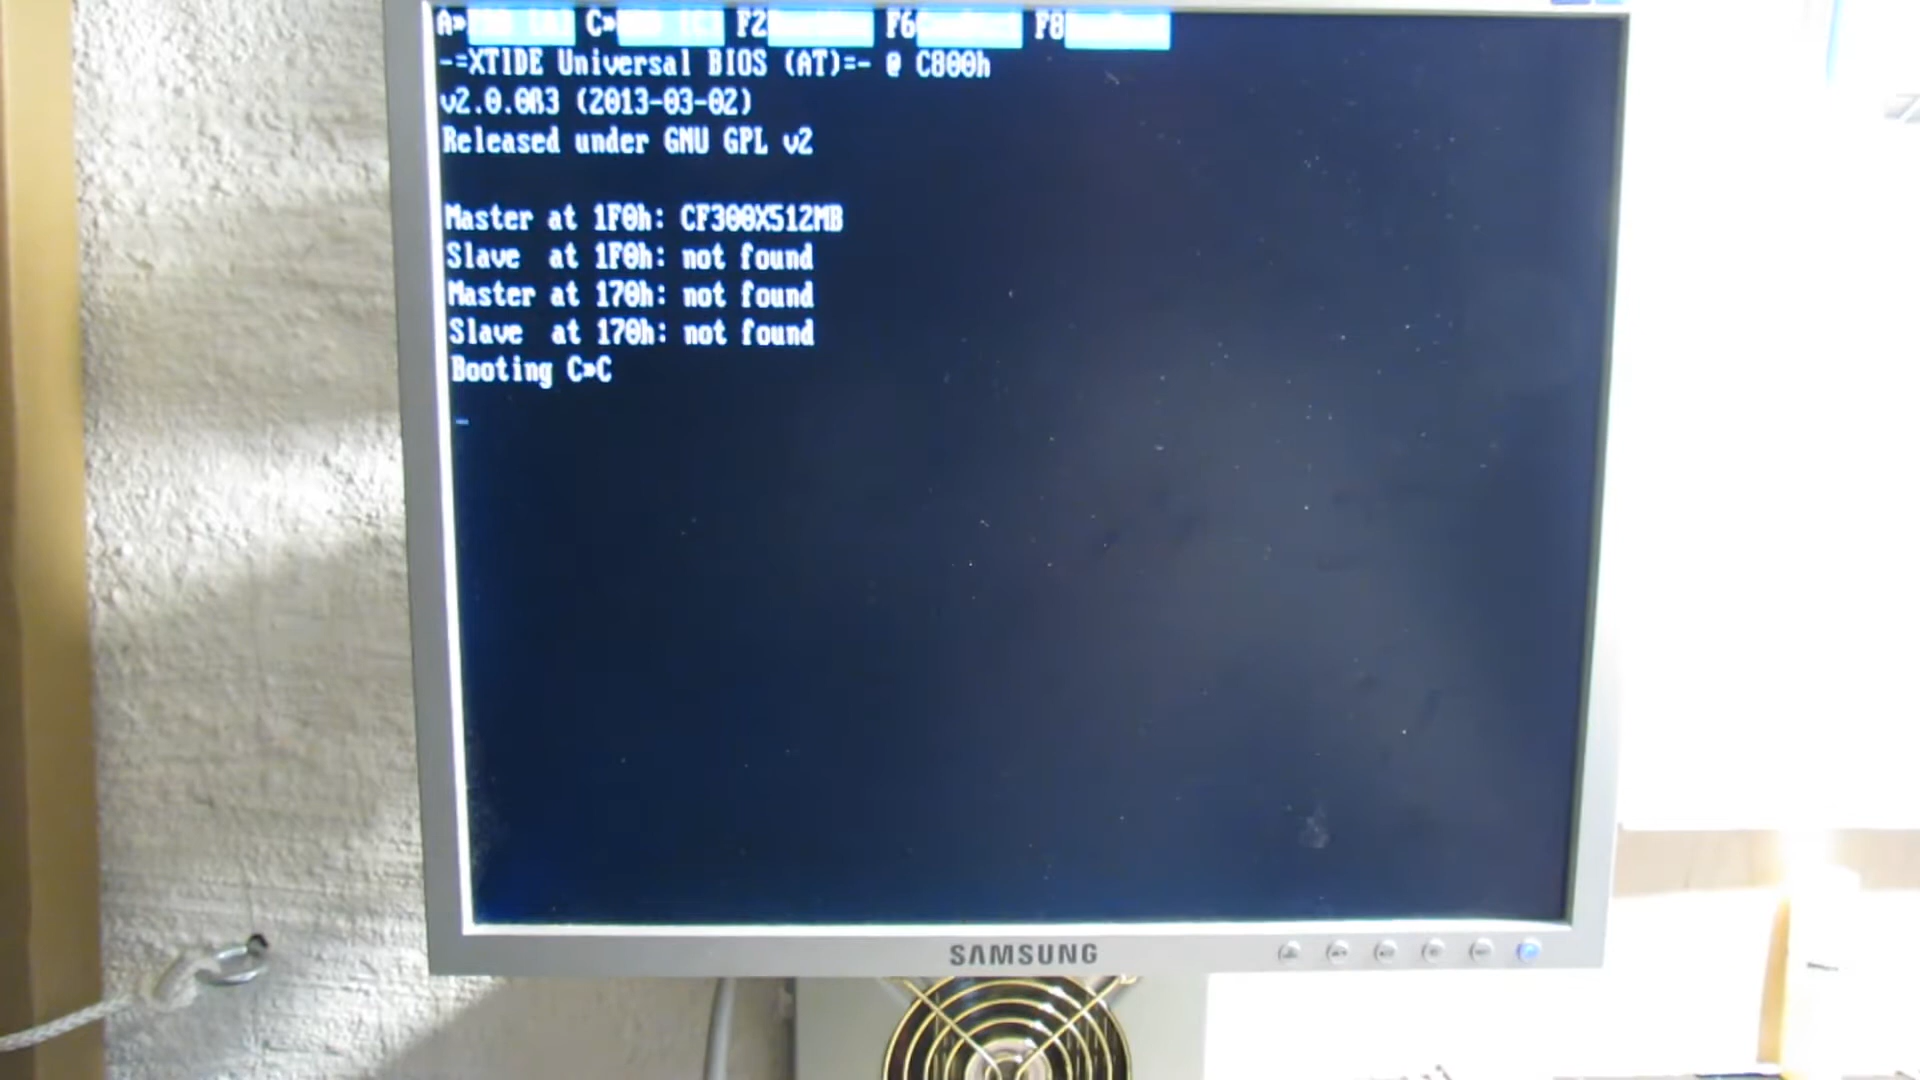 A» C» F2 F6 F8
-=XTIDE Universal BIOS (AT)=- @ C800h
v2.0.0ß3 (2013-03-02)
Released under GNU GPL v2
Master at 1F0h: CF300X512MB
Slave at 1F0h: not found
Master at 170h: not found
Slave at 170h: not found
Booting C»C
SAMSUNG